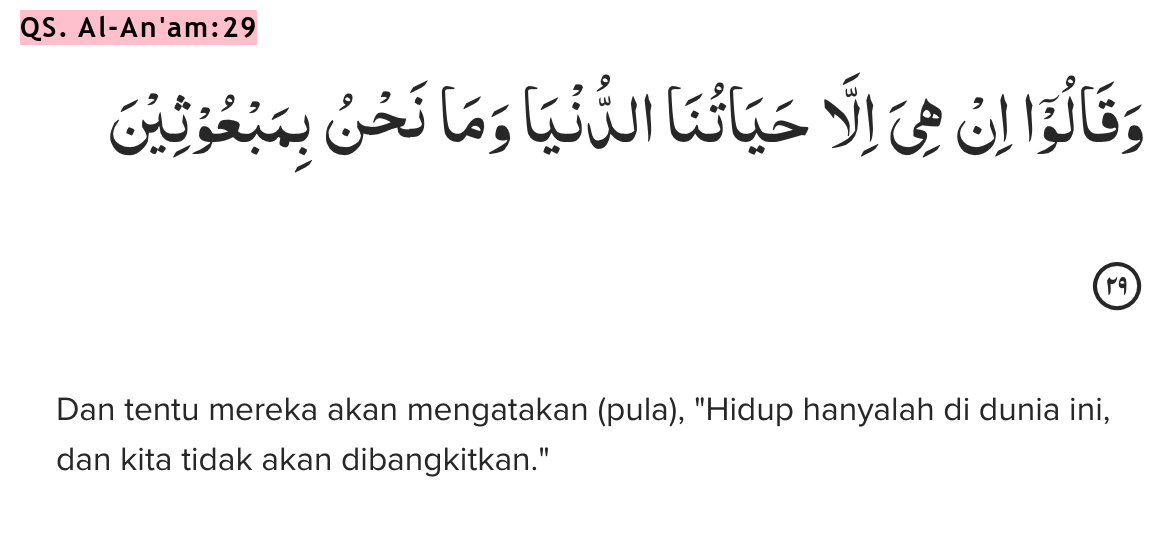 QS. Al-An'am:29
وَقَالُوْٓا اِنْ هِيَ اِلَّا حَيَاتُنَا الدُّنْيَا وَمَا نَحْنُ بِمَبْعُوْثِيْنَ
٢٩
Dan tentu mereka akan mengatakan (pula), "Hidup hanyalah di dunia ini,
dan kita tidak akan dibangkitkan."